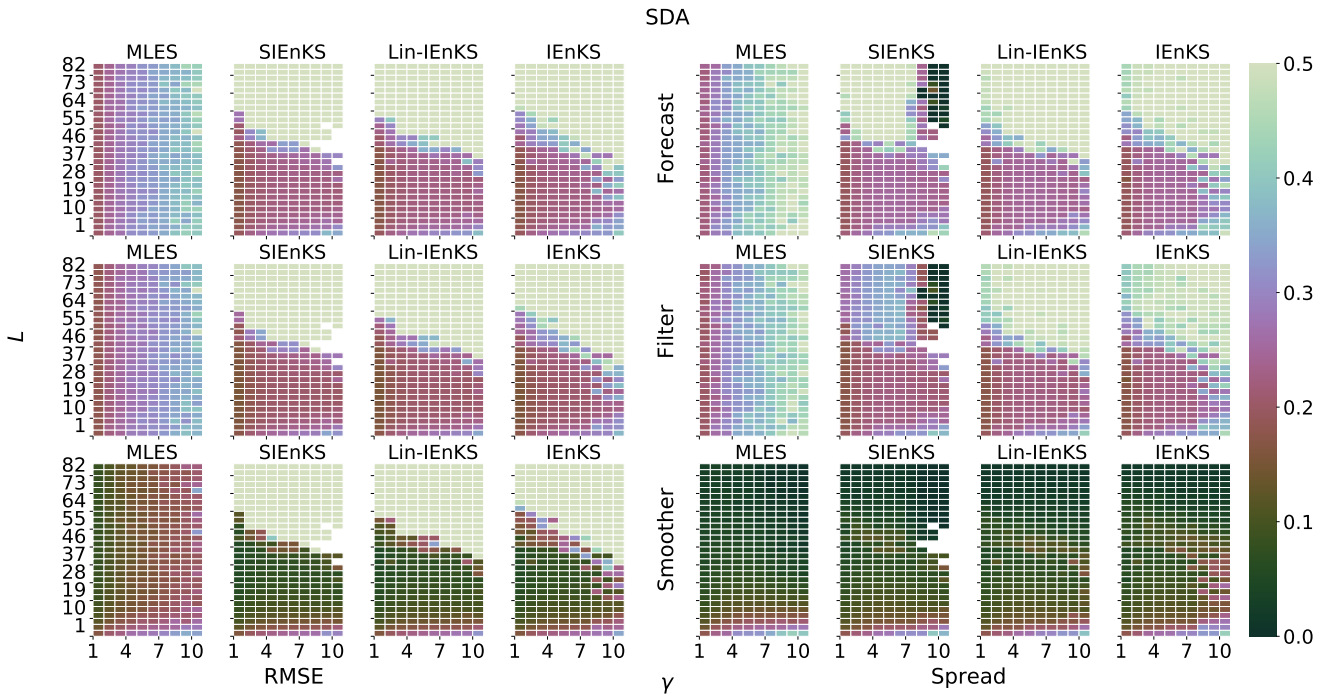 SDA
MLES SIEnKS Lin-IEnKS IEnKS MLES SIEnKS Lin-IEnKS IEnKS
82 73 64 55 46 37 28 19 10 1
Forecast
MLES SIEnKS Lin-IEnKS IEnKS MLES SIEnKS Lin-IEnKS IEnKS
82 73 64 55 46 37 28 19 10 1
L
Filter
MLES SIEnKS Lin-IEnKS IEnKS MLES SIEnKS Lin-IEnKS IEnKS
82 73 64 55 46 37 28 19 10 1
Smoother
0.5
0.4
0.3
0.2
0.1
0.0
1 4 7 10 1 4 7 10 1 4 7 10 1 4 7 10 1 4 7 10 1 4 7 10 1 4 7 10 1 4 7 10
RMSE γ Spread